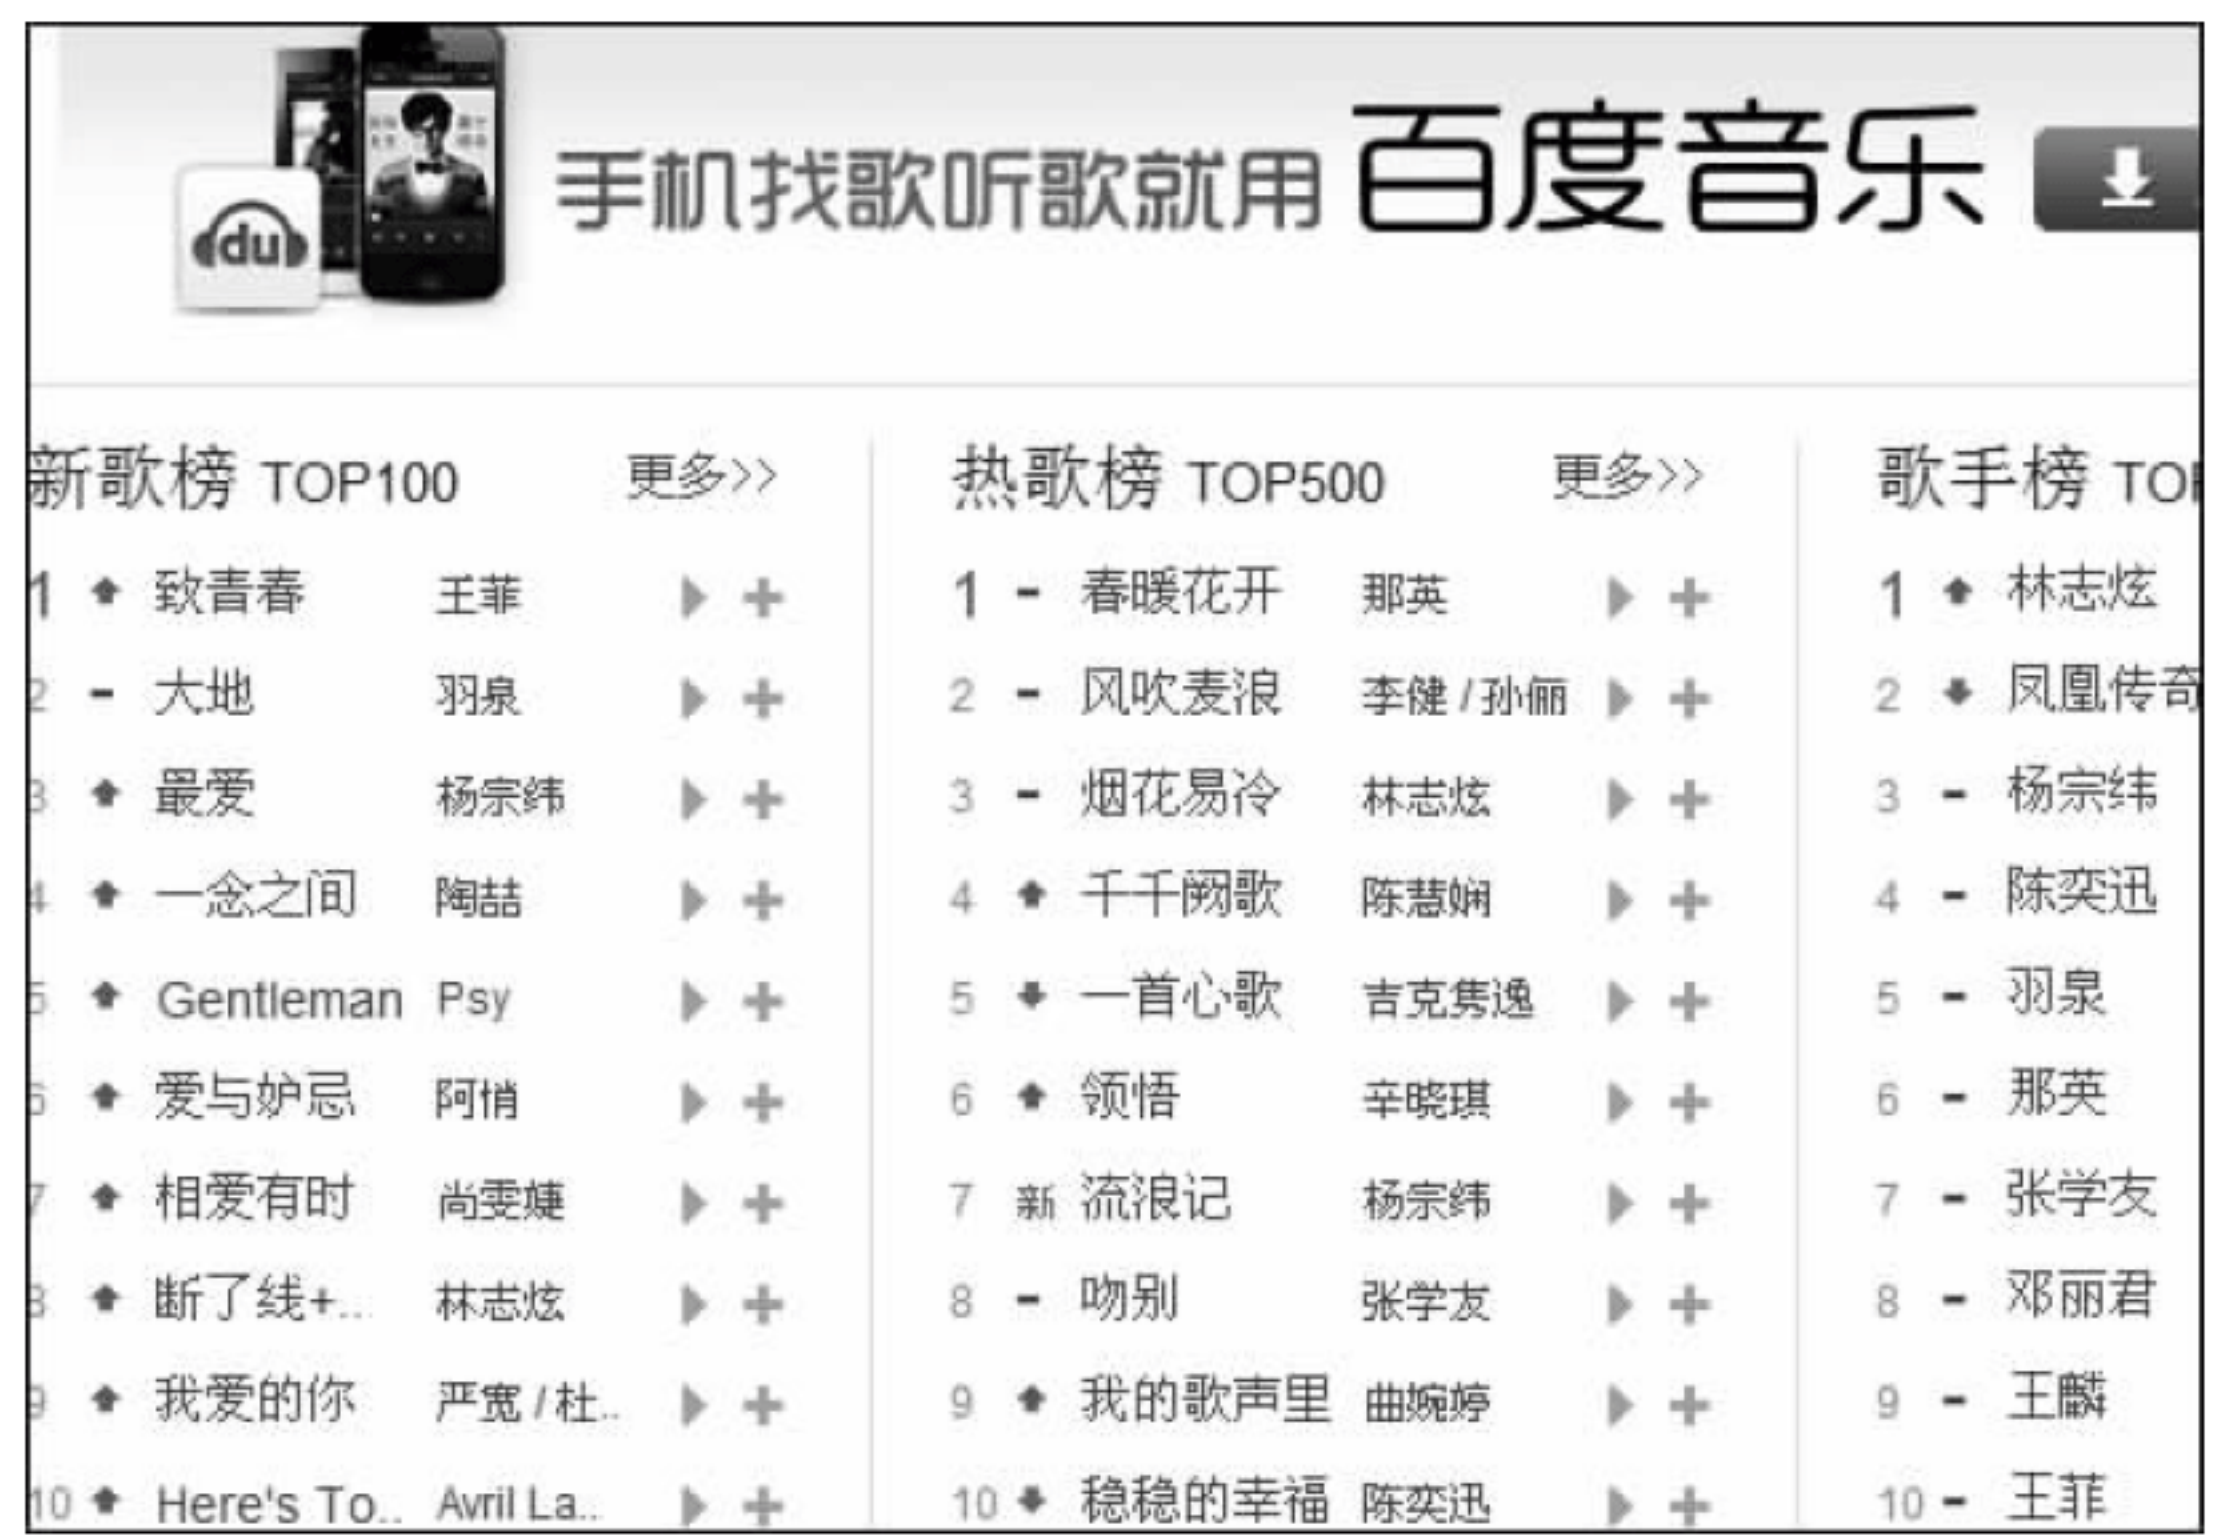 du
手机找歌听歌就用 百度音乐
新歌榜 TOP100 更多>>
1 致青春 王菲
2 - 大地 羽泉
3 最爱 杨宗纬
4 一念之间 陶喆
5 Gentleman Psy
6 爱与妒忌 阿悄
7 相爱有时 尚雯婕
8 断了线+... 林志炫
9 我爱的你 严宽 / 杜..
10 Here's To.. Avril La..
热歌榜 TOP500 更多>>
1 - 春暖花开 那英
2 - 风吹麦浪 李健 / 孙俪
3 - 烟花易冷 林志炫
4 千千阙歌 陈慧娴
5 一首心歌 吉克隽逸
6 领悟 辛晓琪
7 新 流浪记 杨宗纬
8 - 吻别 张学友
9 我的歌声里 曲婉婷
10 稳稳的幸福 陈奕迅
歌手榜 TO
1 林志炫
2 凤凰传奇
3 - 杨宗纬
4 - 陈奕迅
5 - 羽泉
6 - 那英
7 - 张学友
8 - 邓丽君
9 - 王麟
10 - 王菲